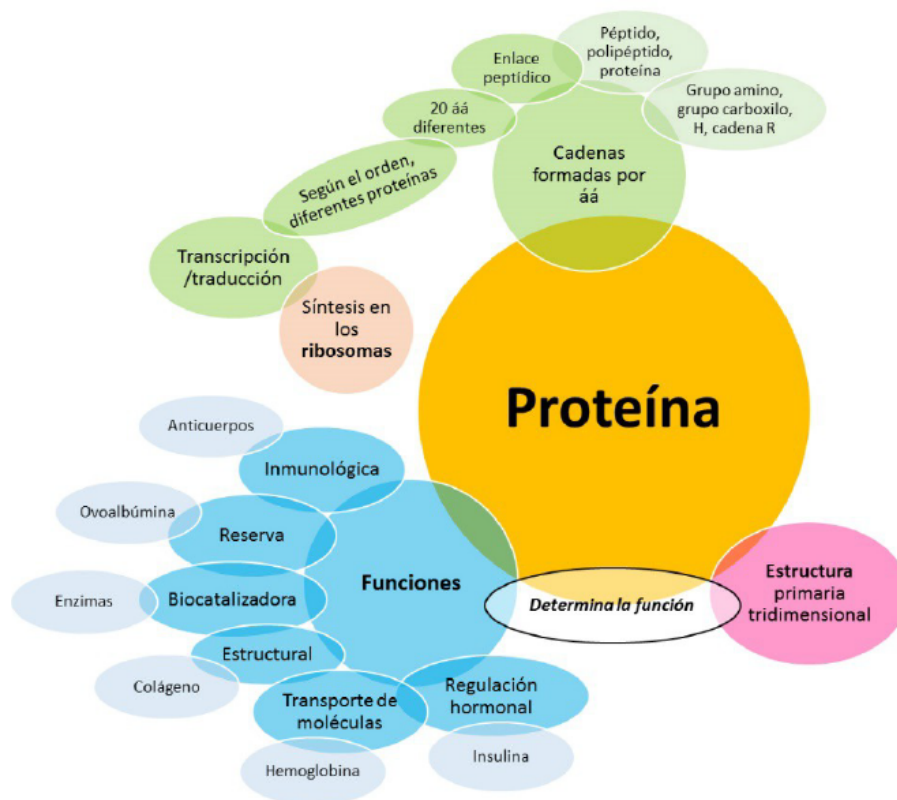 Péptido,
polipéptido,
proteína
Enlace
peptídico
Grupo amino,
grupo carboxilo,
H, cadena R
20 áá
diferentes
Cadenas
formadas por
áá
Según el orden,
diferentes proteínas
Transcripción
/traducción
Síntesis en
los
ribosomas
Proteína
Anticuerpos
Inmunológica
Ovoalbúmina
Reserva
Funciones
Enzimas
Biocatalizadora
Determina la función
Estructura
primaria
tridimensional
Estructural
Colágeno
Transporte de
moléculas
Regulación
hormonal
Hemoglobina
Insulina